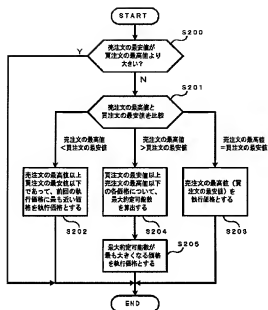 START
S200
売注文の最安値が
買注文の最高値より
大きい?
Y
N
S201
売注文の最高値と
買注文の最安値を比較
売注文の最高値
<買注文の最安値
売注文の最高値
>買注文の最安値
売注文の最高値
=買注文の最安値
売注文の最高値以上
買注文の最安値以下
であって、前回の執
行価格に最も近い価
格を執行価格とする
S202
買注文の最安値以上
売注文の最高値以下
の各価格について、
最大約定可能数
を算出する
S204
売注文の最高値(買注
文の最安値)を
執行価格とする
S203
最大約定可能数が
最も大きくなる価格
を執行価格とする
S205
END